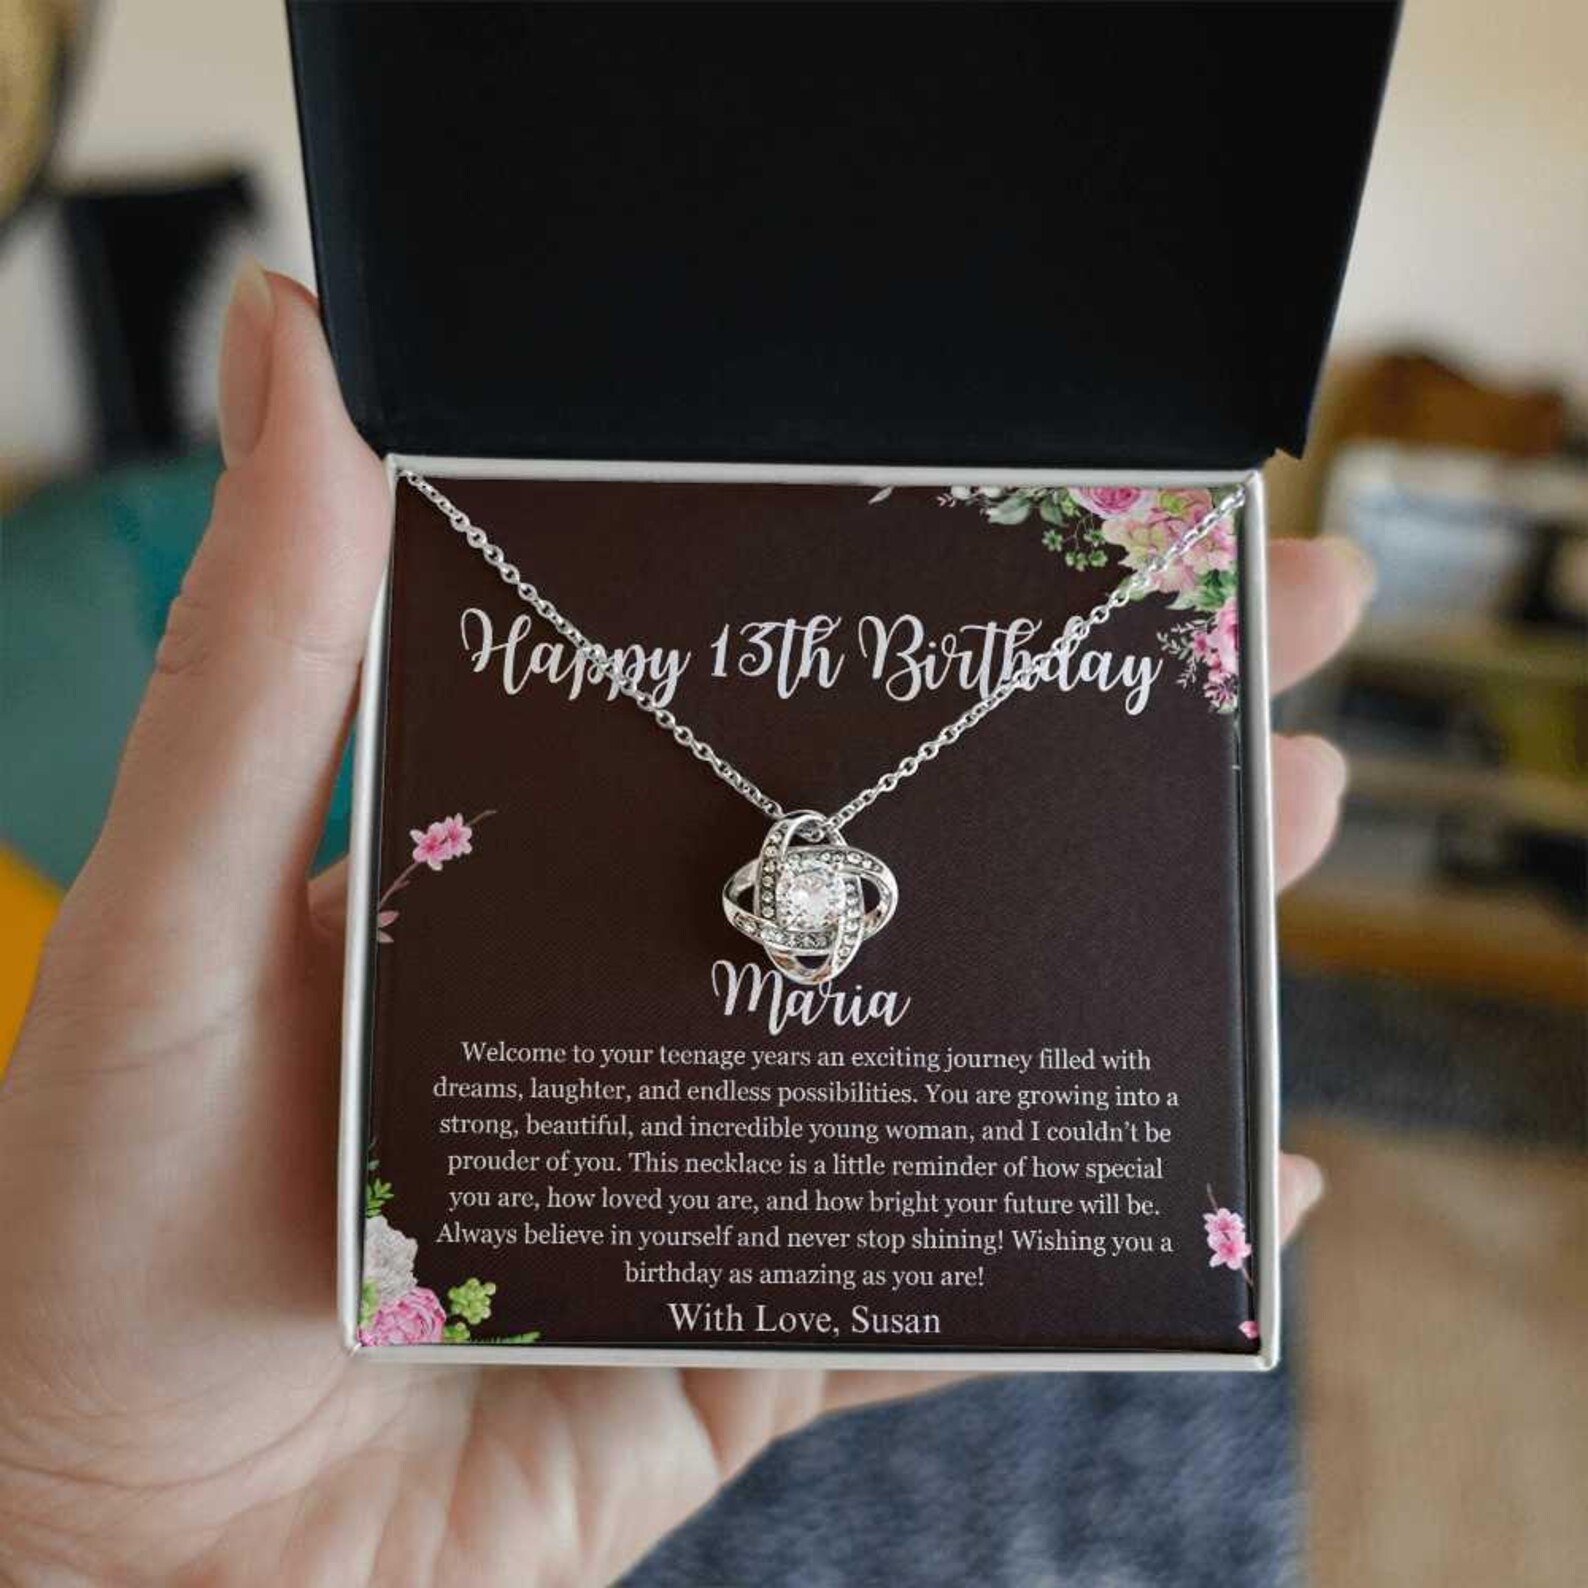 Happy 13th Birthday
Maria
Welcome to your teenage years an exciting journey filled with
dreams, laughter, and endless possibilities. You are growing into a
strong, beautiful, and incredible young woman, and I couldn't be
prouder of you. This necklace is a little reminder of how special
you are, how loved you are, and how bright your future will be.
Always believe in yourself and never stop shining! Wishing you a
birthday as amazing as you are!
With Love, Susan